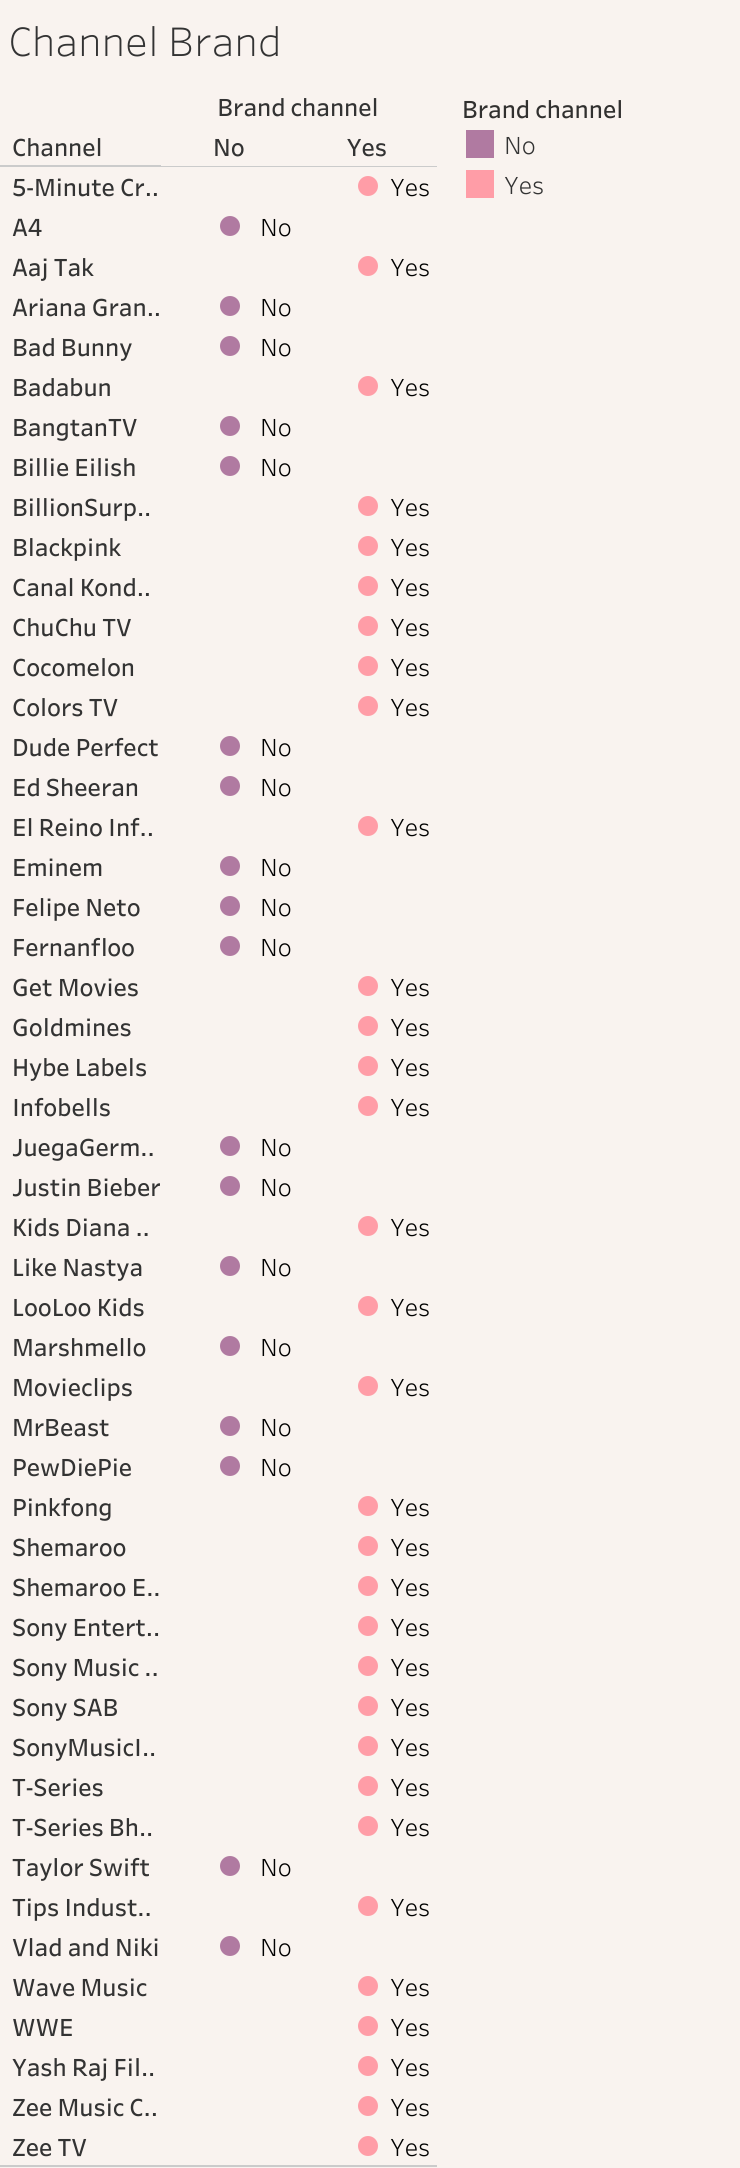 Channel Brand
Brand channel
Brand channel
Channel No Yes
No
Yes
5-Minute Cr.. Yes
A4 No
Aaj Tak Yes
Ariana Gran.. No
Bad Bunny No
Badabun Yes
BangtanTV No
Billie Eilish No
BillionSurp.. Yes
Blackpink Yes
Canal Kond.. Yes
ChuChu TV Yes
Cocomelon Yes
Colors TV Yes
Dude Perfect No
Ed Sheeran No
El Reino Inf.. Yes
Eminem No
Felipe Neto No
Fernanfloo No
Get Movies Yes
Goldmines Yes
Hybe Labels Yes
Infobells Yes
JuegaGerm.. No
Justin Bieber No
Kids Diana .. Yes
Like Nastya No
LooLoo Kids Yes
Marshmello No
Movieclips Yes
MrBeast No
PewDiePie No
Pinkfong Yes
Shemaroo Yes
Shemaroo E.. Yes
Sony Entert.. Yes
Sony Music .. Yes
Sony SAB Yes
SonyMusicI.. Yes
T-Series Yes
T-Series Bh.. Yes
Taylor Swift No
Tips Indust.. Yes
Vlad and Niki No
Wave Music Yes
WWE Yes
Yash Raj Fil.. Yes
Zee Music C.. Yes
Zee TV Yes